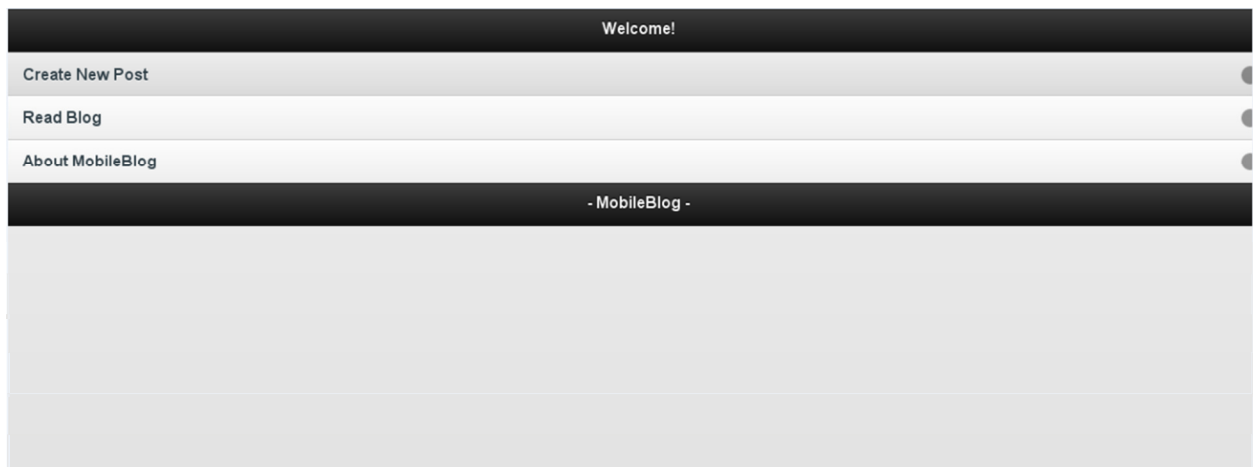 Welcome!
Create New Post
Read Blog
About MobileBlog
- MobileBlog -